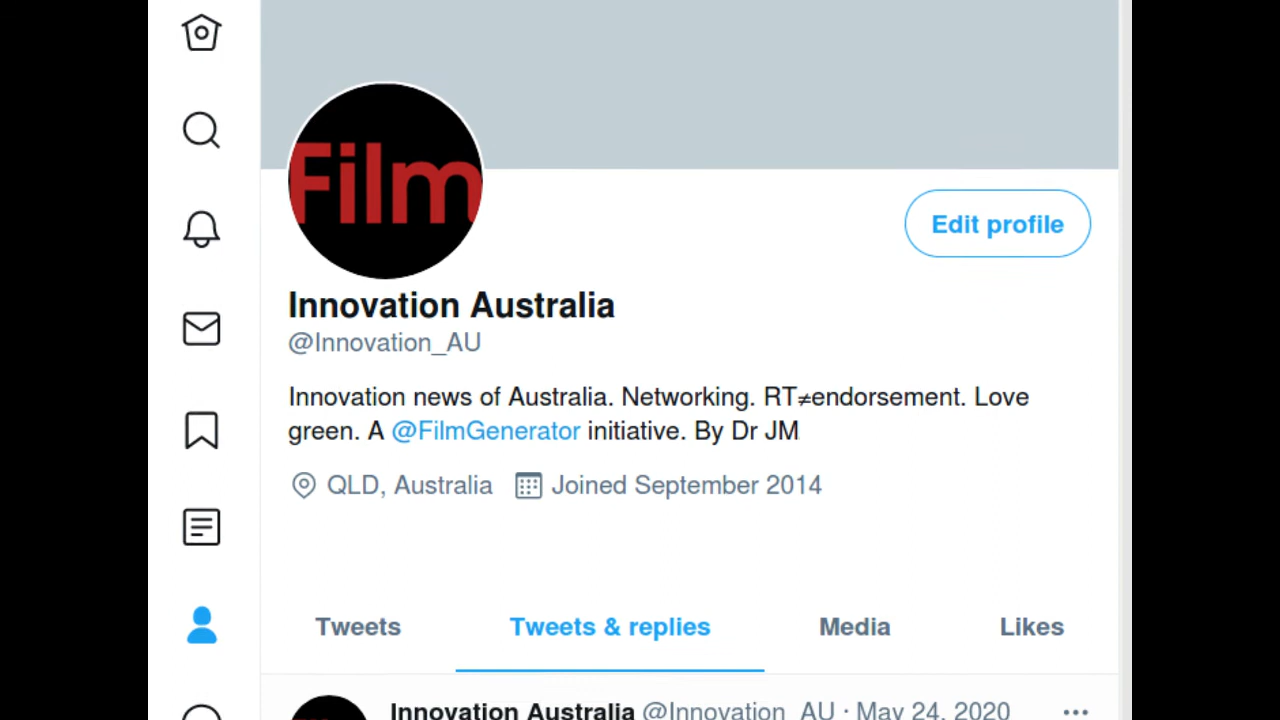 Film
Edit profile
Innovation Australia
@Innovation_AU
Innovation news of Australia. Networking. RT≠endorsement. Love
green. A @FilmGenerator initiative. By Dr JM
QLD, Australia Joined September 2014
Tweets Tweets & replies Media Likes
Innovation Australia @Innovation_AU · May 24, 2020